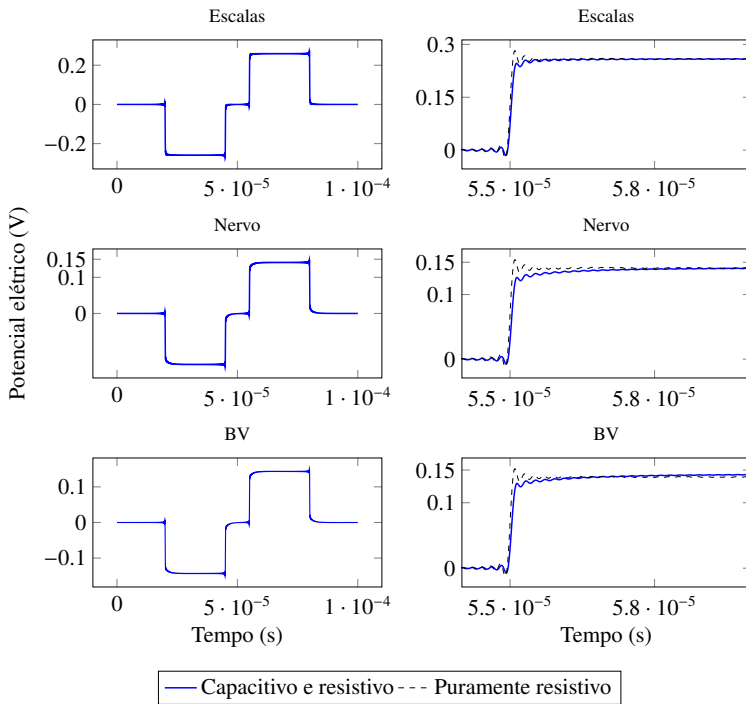 Escalas
0.2
0
−0.2
0
5 · 10⁻⁵
1 · 10⁻⁴
Escalas
0.3
0.15
0
5.5 · 10⁻⁵
5.8 · 10⁻⁵
Potencial elétrico (V)
Nervo
0.15
0.1
0
0
5 · 10⁻⁵
1 · 10⁻⁴
Nervo
0.15
0.1
0
5.5 · 10⁻⁵
5.8 · 10⁻⁵
BV
0.1
0
−0.1
0
5 · 10⁻⁵
1 · 10⁻⁴
Tempo (s)
BV
0.15
0.1
0
5.5 · 10⁻⁵
5.8 · 10⁻⁵
Tempo (s)
Capacitivo e resistivo
Puramente resistivo